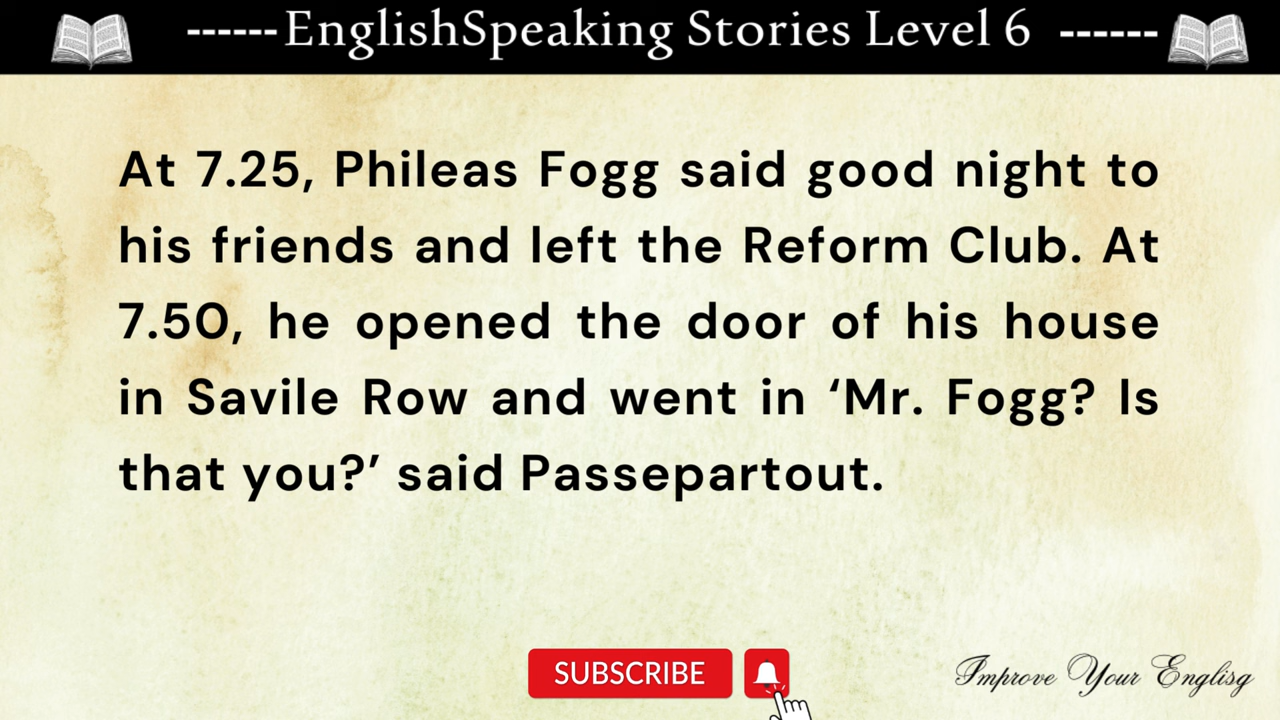 ------EnglishSpeaking Stories Level 6 ------
At 7.25, Phileas Fogg said good night to
his friends and left the Reform Club. At
7.50, he opened the door of his house
in Savile Row and went in ‘Mr. Fogg? Is
that you?’ said Passepartout.
SUBSCRIBE
Improve Your Englisg